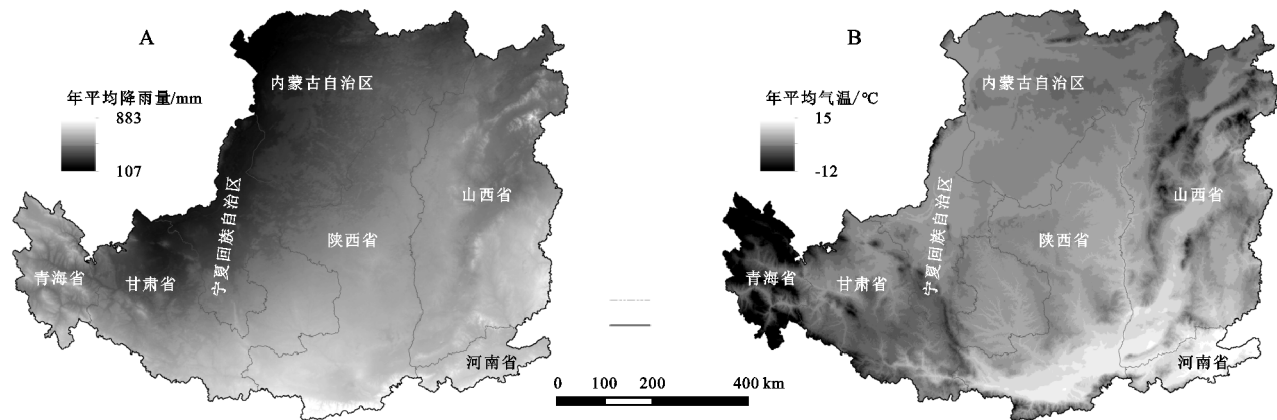 A
内蒙古自治区
年平均降雨量/mm
883
107
山西省
宁夏回族自治区
陕西省
青海省
甘肃省
河南省
0 100 200 400 km
B
内蒙古自治区
年平均气温/℃
15
-12
山西省
宁夏回族自治区
陕西省
青海省
甘肃省
河南省